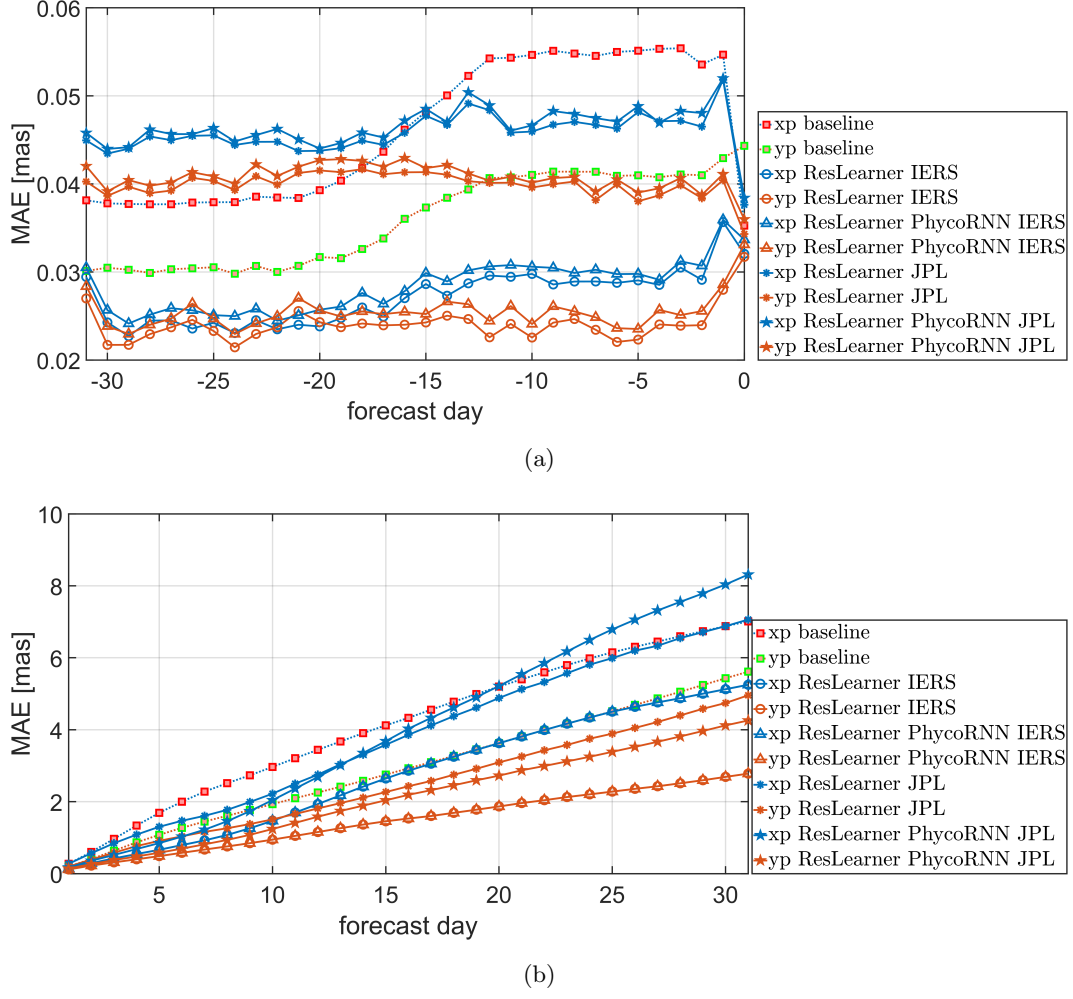 0.06
0.05
0.04
0.03
0.02
MAE [mas]
-30
-25
-20
-15
-10
-5
0
forecast day
xp baseline
yp baseline
xp ResLearner IERS
yp ResLearner IERS
xp ResLearner PhycoRNN IERS
yp ResLearner PhycoRNN IERS
xp ResLearner JPL
yp ResLearner JPL
xp ResLearner PhycoRNN JPL
yp ResLearner PhycoRNN JPL
(a)
10
8
6
4
2
0
MAE [mas]
5
10
15
20
25
30
forecast day
xp baseline
yp baseline
xp ResLearner IERS
yp ResLearner IERS
xp ResLearner PhycoRNN IERS
yp ResLearner PhycoRNN IERS
xp ResLearner JPL
yp ResLearner JPL
xp ResLearner PhycoRNN JPL
yp ResLearner PhycoRNN JPL
(b)